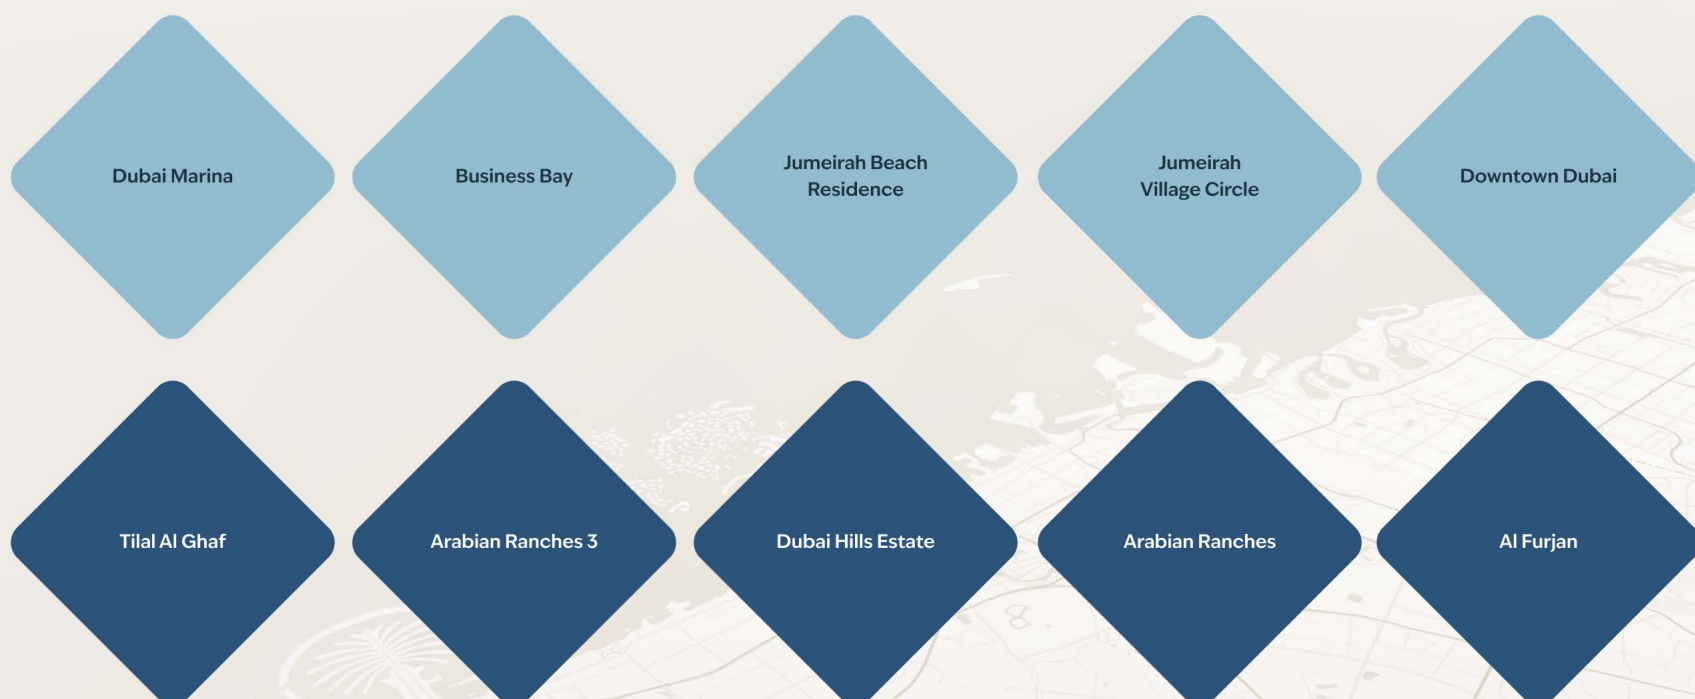 Dubai Marina
Business Bay
Jumeirah Beach
Residence
Jumeirah
Village Circle
Downtown Dubai
Tilal Al Ghaf
Arabian Ranches 3
Dubai Hills Estate
Arabian Ranches
Al Furjan